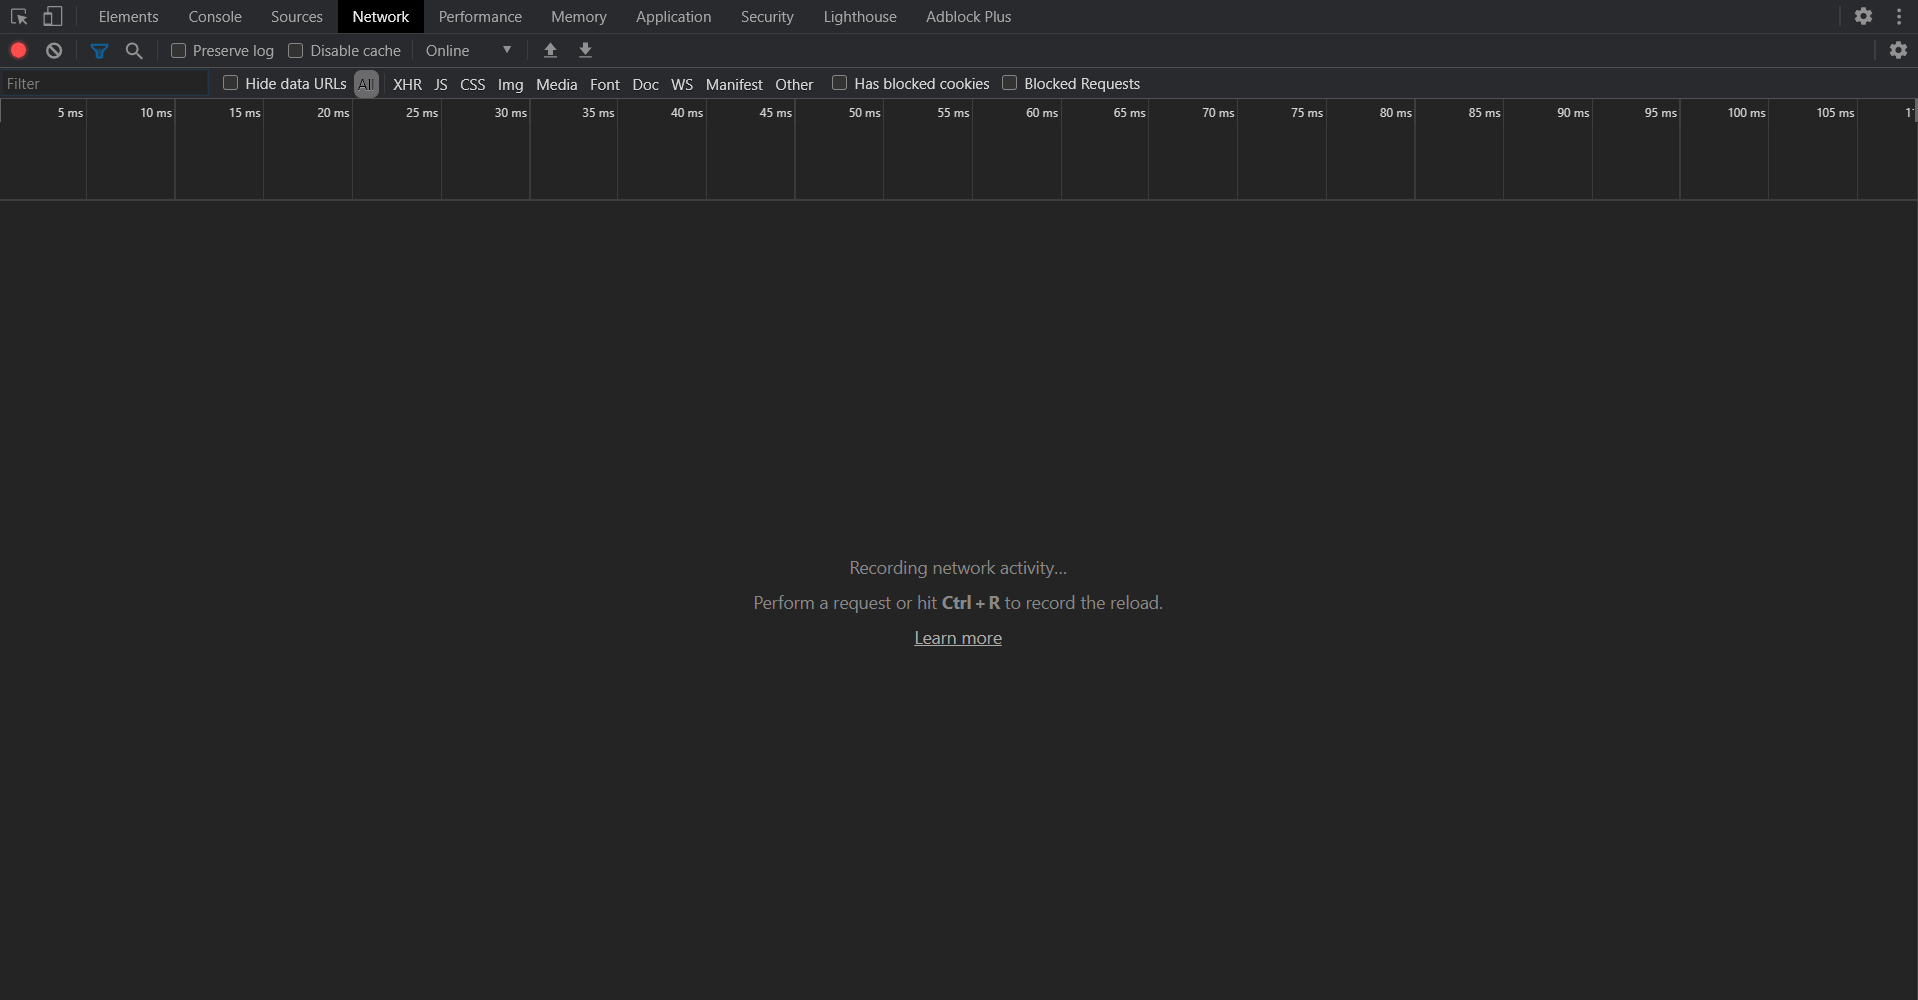 Elements Console Sources Network Performance Memory Application Security Lighthouse Adblock Plus
Preserve log Disable cache Online
Filter Hide data URLs All XHR JS CSS Img Media Font Doc WS Manifest Other Has blocked cookies Blocked Requests
5 ms 10 ms 15 ms 20 ms 25 ms 30 ms 35 ms 40 ms 45 ms 50 ms 55 ms 60 ms 65 ms 70 ms 75 ms 80 ms 85 ms 90 ms 95 ms 100 ms 105 ms
Recording network activity...
Perform a request or hit Ctrl + R to record the reload.
Learn more